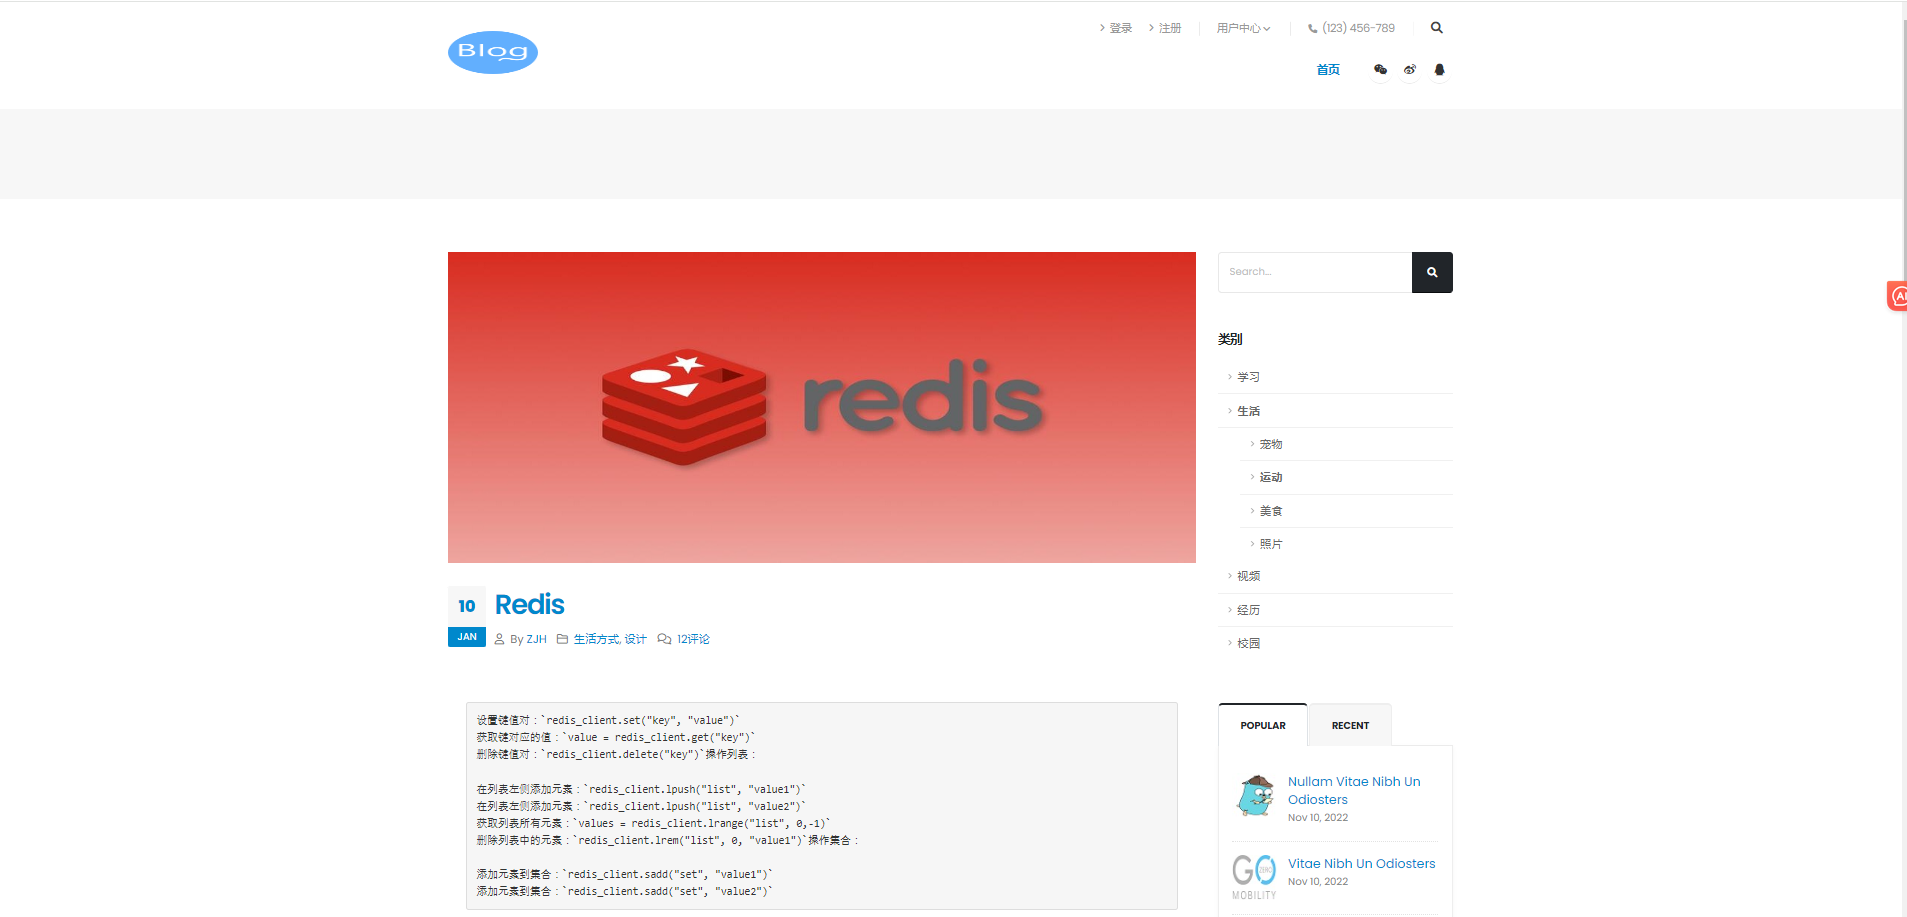 Blog
登录 注册 用户中心 (123) 456-789
首页
redis
Search...
类别
学习
生活
宠物
运动
美食
照片
视频
经历
校园
10
JAN
Redis
By ZJH 生活方式, 设计 12评论
设置键值对：`redis_client.set("key", "value")`
获取键对应的值：`value = redis_client.get("key")`
删除键值对：`redis_client.delete("key")`操作列表：
在列表左侧添加元素：`redis_client.lpush("list", "value1")`
在列表左侧添加元素：`redis_client.lpush("list", "value2")`
获取列表所有元素：`values = redis_client.lrange("list", 0,-1)`
删除列表中的元素：`redis_client.lrem("list", 0, "value1")`操作集合：
添加元素到集合：`redis_client.sadd("set", "value1")`
添加元素到集合：`redis_client.sadd("set", "value2")`
POPULAR RECENT
Nullam Vitae Nibh Un
Odiosters
Nov 10, 2022
GO ZERO
MOBILITY
Vitae Nibh Un Odiosters
Nov 10, 2022
AI